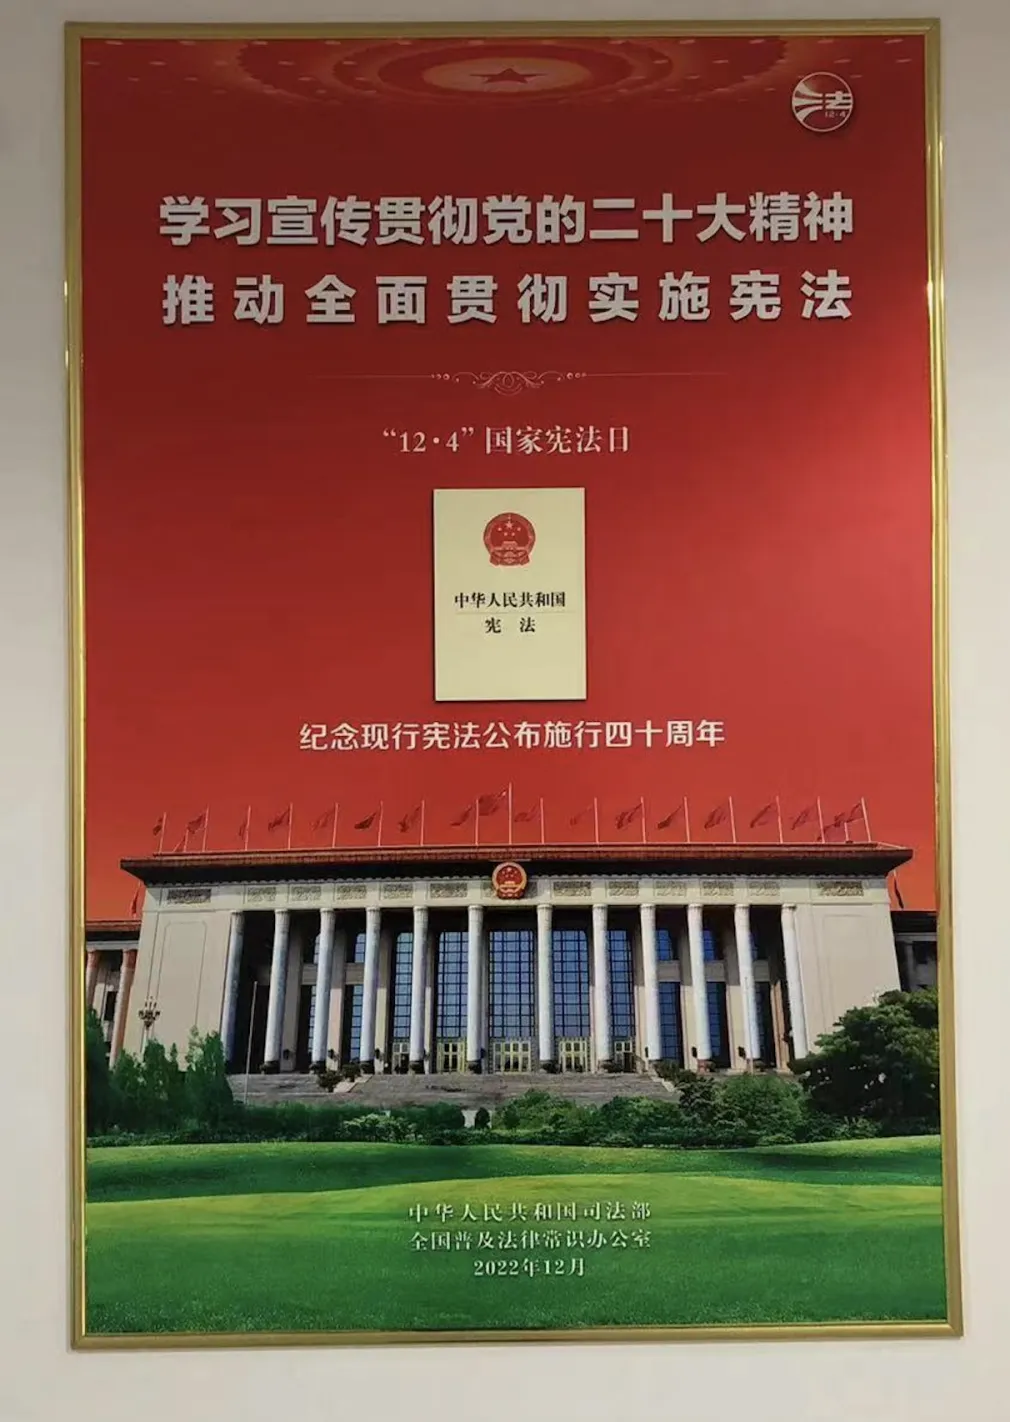 法
12·4
学习宣传贯彻党的二十大精神
推动全面贯彻实施宪法
“12·4”国家宪法日
中华人民共和国
宪 法
纪念现行宪法公布施行四十周年
中华人民共和国司法部
全国普及法律常识办公室
2022年12月